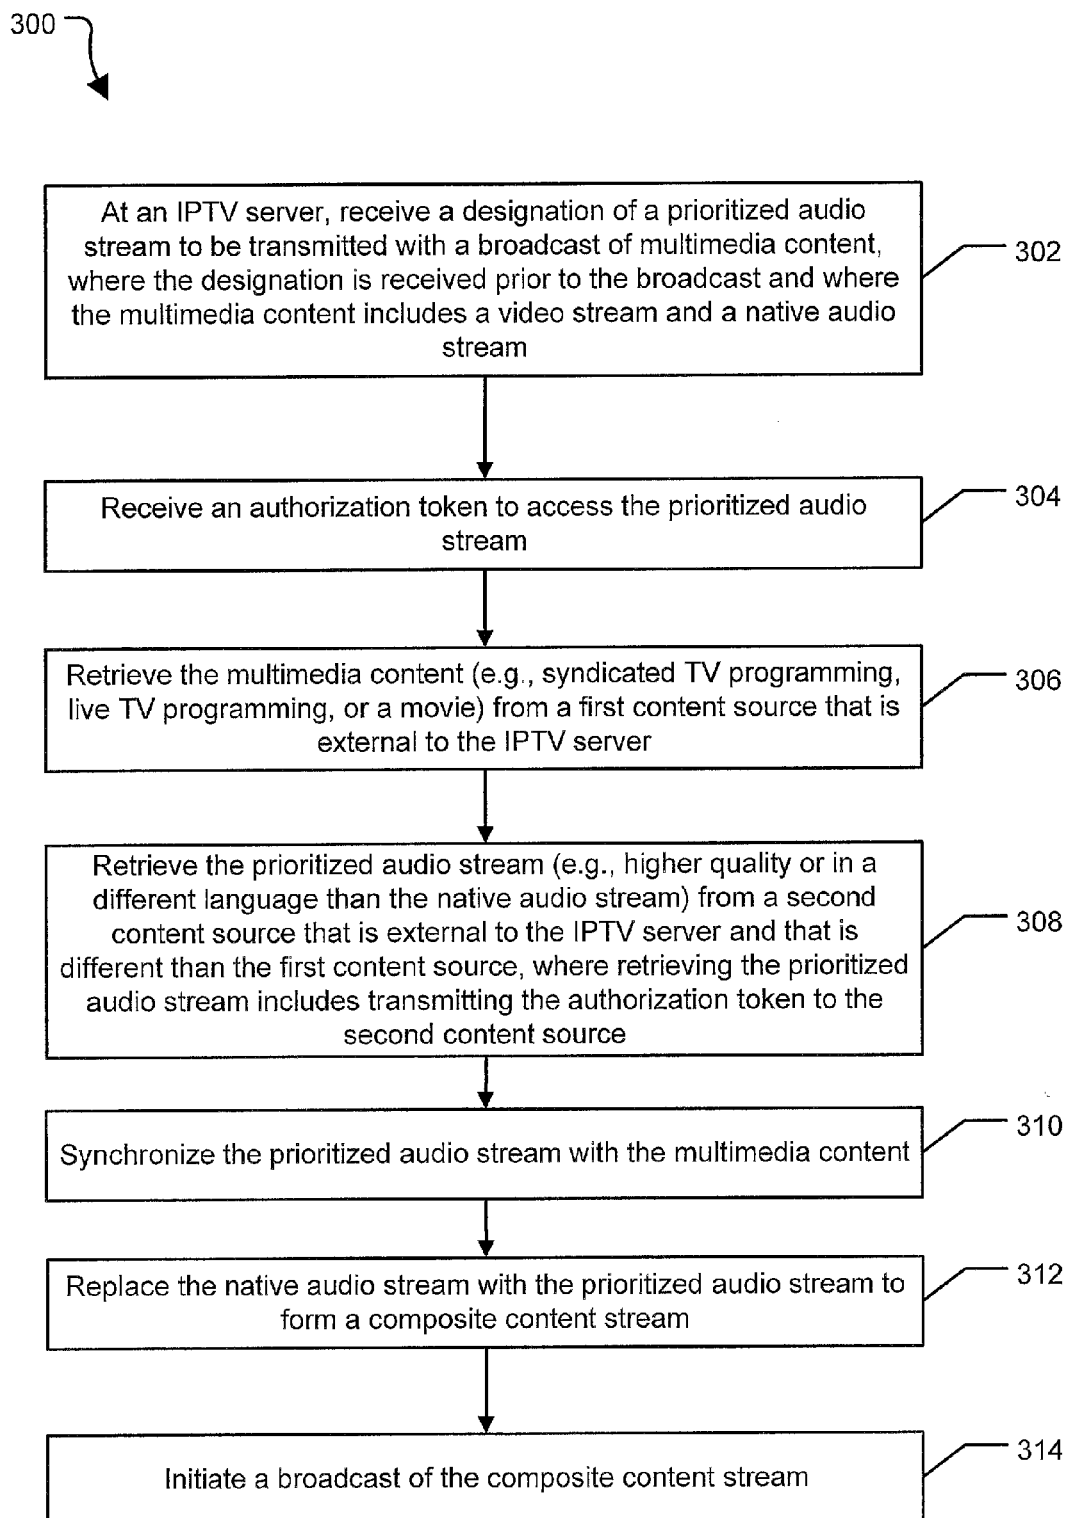 300
At an IPTV server, receive a designation of a prioritized audio
stream to be transmitted with a broadcast of multimedia content,
where the designation is received prior to the broadcast and where
the multimedia content includes a video stream and a native audio
stream
302
Receive an authorization token to access the prioritized audio
stream
304
Retrieve the multimedia content (e.g., syndicated TV programming,
live TV programming, or a movie) from a first content source that is
external to the IPTV server
306
Retrieve the prioritized audio stream (e.g., higher quality or in a
different language than the native audio stream) from a second
content source that is external to the IPTV server and that is
different than the first content source, where retrieving the prioritized
audio stream includes transmitting the authorization token to the
second content source
308
Synchronize the prioritized audio stream with the multimedia content
310
Replace the native audio stream with the prioritized audio stream to
form a composite content stream
312
Initiate a broadcast of the composite content stream
314